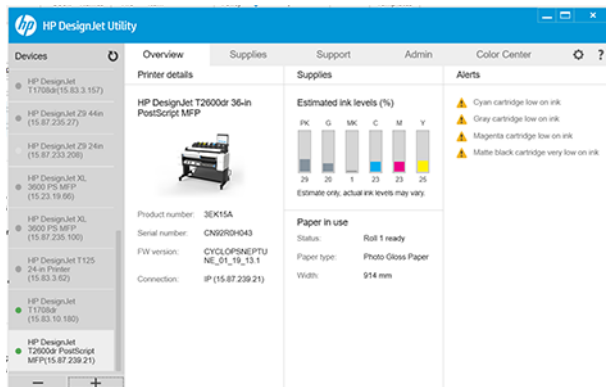 HP DesignJet Utility
Devices
Overview
Supplies
Support
Admin
Color Center
?
HP DesignJet
T1708dr(15.83.3.157)
HP DesignJet Z9 44in
(15.87.235.27)
HP DesignJet Z9 24in
(15.87.233.208)
HP DesignJet XL
3600 PS MFP
(15.23.19.66)
HP DesignJet XL
3600 PS MFP
(15.87.235.100)
HP DesignJet T125
24-in Printer
(15.83.3.62)
HP DesignJet
T1708dr
(15.83.10.180)
HP DesignJet
T2600dr PostScript
MFP(15.87.239.21)
Printer details
HP DesignJet T2600dr 36-in
PostScript MFP
Product number: 3EK15A
Serial number: CN92R0H043
FW version: CYCLOPSNEPTU
NE_01_19_13.1
Connection: IP (15.87.239.21)
Supplies
Estimated ink levels (%)
PK G MK C M Y
29 26 1 23 23 25
Estimate only, actual ink levels may vary.
Paper in use
Status: Roll 1 ready
Paper type: Photo Gloss Paper
Width: 914 mm
Alerts
Cyan cartridge low on ink
Gray cartridge low on ink
Magenta cartridge low on ink
Matte black cartridge very low on ink